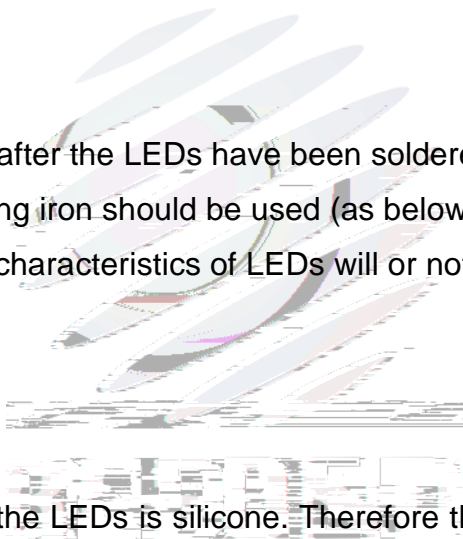 after the LEDs have been soldere
ng iron should be used (as below
characteristics of LEDs will or not
the LEDs is silicone. Therefore th